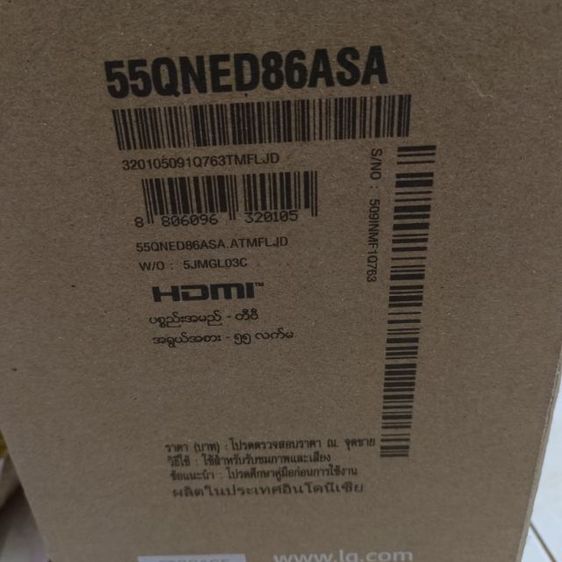 55QNED86ASA
320105091Q763TMFLJD
S/NO : 509INMF1Q763
8 806096 320105
55QNED86ASA.ATMFLJD
W/O : 5JMGL03C
HDMI™
ပစ္စည်းအမည် - တီဗီ
အရွယ်အစား - ၅၅ လက်မ
ราคา (บาท) : โปรดตรวจสอบราคา ณ. จุดขาย
วิธีใช้ : ใช้สำหรับรับชมภาพและเสียง
ข้อแนะนำ : โปรดศึกษาคู่มือก่อนการใช้งาน
ผลิตในประเทศอินโดนีเซีย
www.lg.com